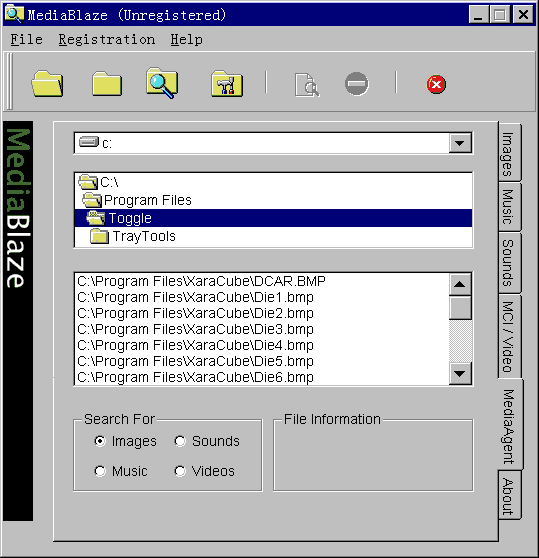 MediaBlaze (Unregistered)
File Registration Help
MediaBlaze
c:
C:\
Program Files
Toggle
TrayTools
C:\Program Files\XaraCube\DCAR.BMP
C:\Program Files\XaraCube\Die1.bmp
C:\Program Files\XaraCube\Die2.bmp
C:\Program Files\XaraCube\Die3.bmp
C:\Program Files\XaraCube\Die4.bmp
C:\Program Files\XaraCube\Die5.bmp
C:\Program Files\XaraCube\Die6.bmp
Search For
Images Sounds
Music Videos
File Information
Images
Music
Sounds
MCI / Video
MediaAgent
About